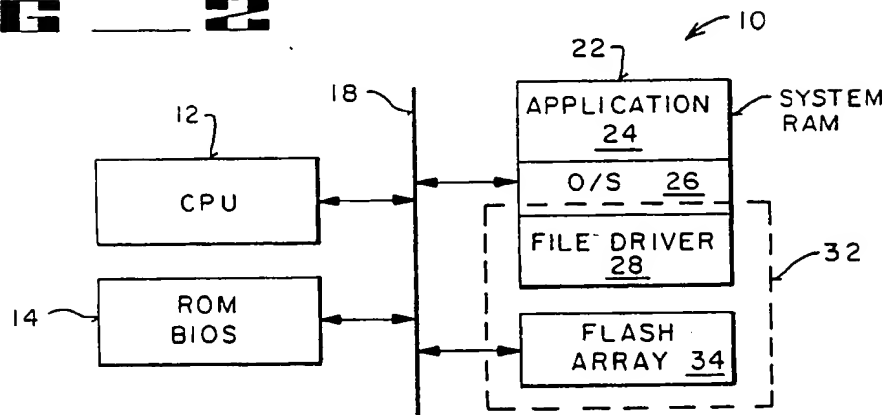 G 2
10
22
18
APPLICATION
24
SYSTEM
RAM
12
O/S 26
CPU
FILE DRIVER
28
32
14
ROM
BIOS
FLASH
ARRAY 34